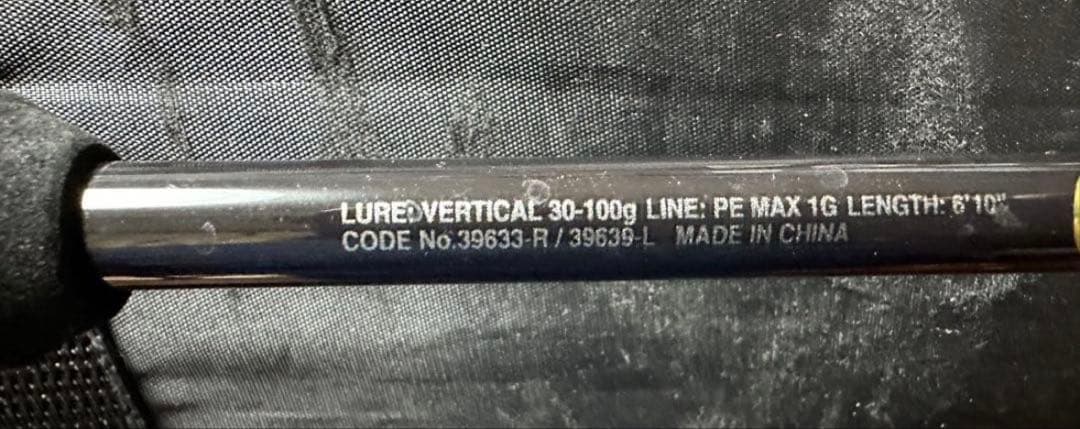 LURE: VERTICAL 30-100g LINE: PE MAX 1G LENGTH: 6'10"
CODE No.39633-R / 39639-L MADE IN CHINA